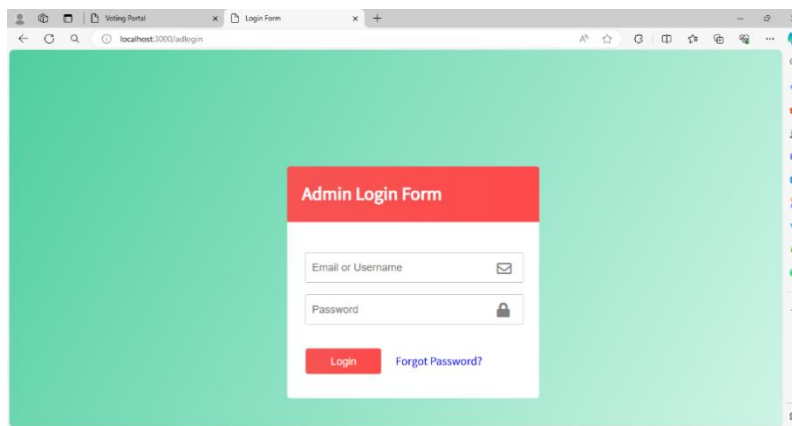 Voting Portal
Login Form
localhost:3000/adlogin
Admin Login Form
Email or Username
Password
Login Forgot Password?